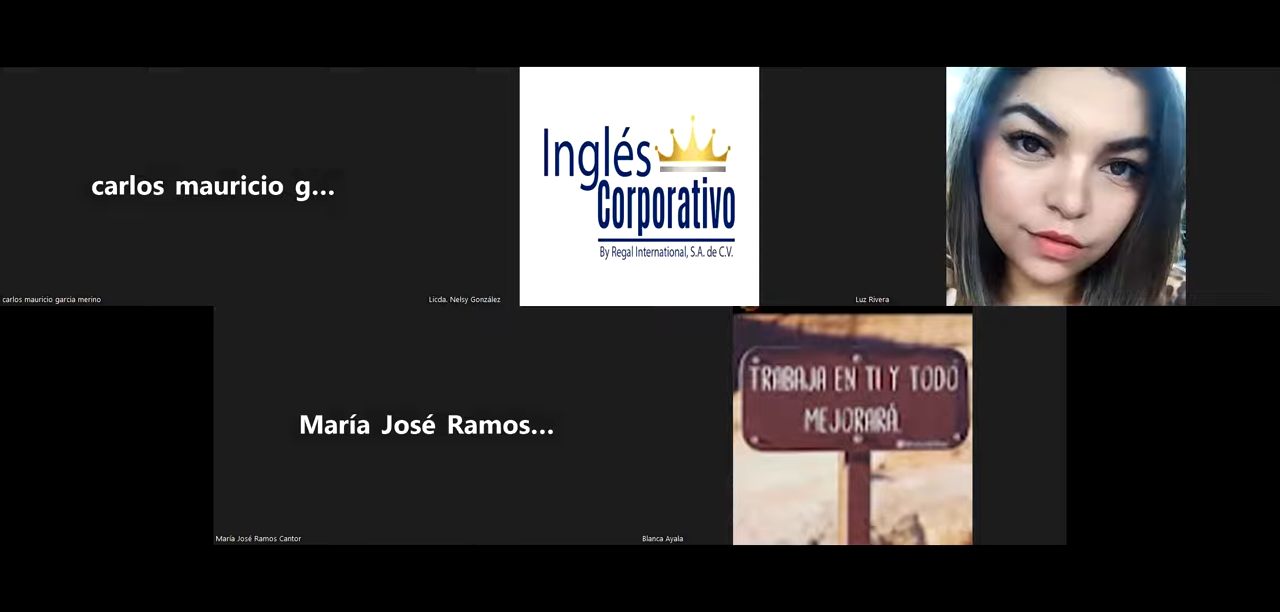 carlos mauricio g...
carlos mauricio garcia merino
Inglés
Corporativo
By Regal International, S.A. de C.V.
Licda. Nelsy González
Luz Rivera
María José Ramos...
María José Ramos Cantor
TRABAJA EN TI Y TODO
MEJORARÁ.
Blanca Ayala